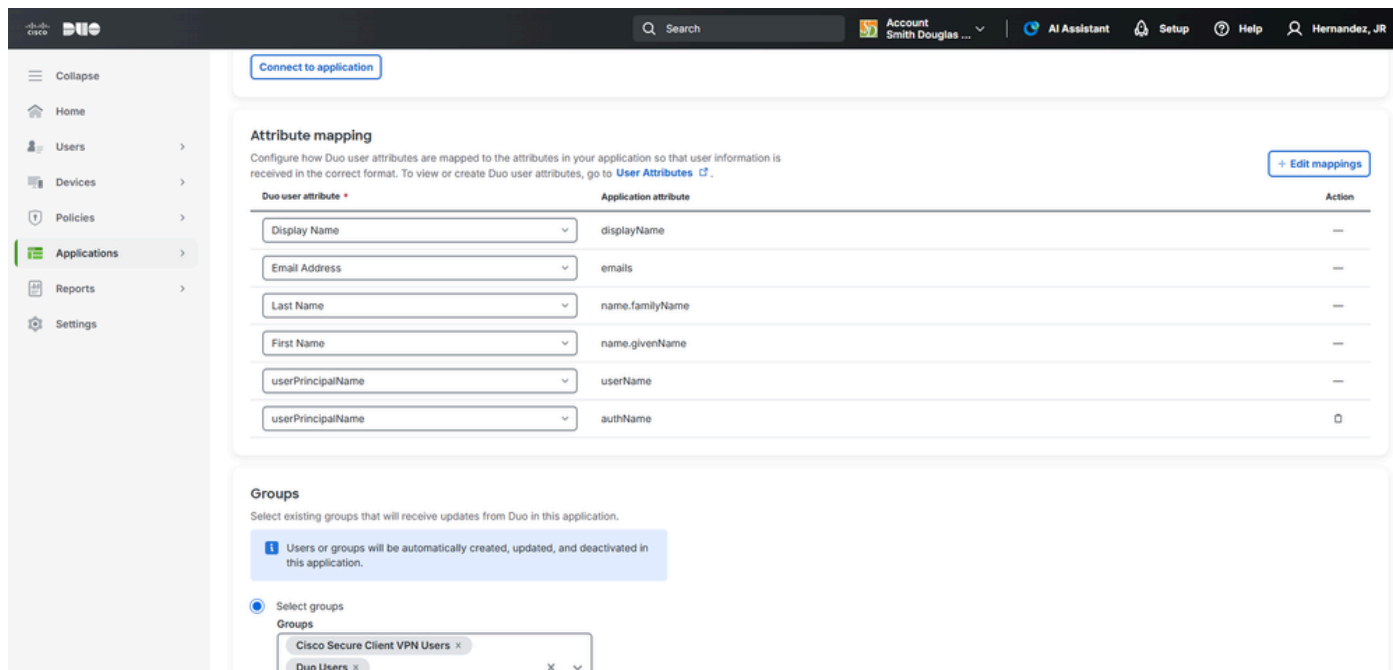 cisco DUO
Search
Account
Smith Douglas ...
AI Assistant
Setup
Help
Hernandez, JR
Collapse
Home
Users
Devices
Policies
Applications
Reports
Settings
Connect to application
Attribute mapping
Configure how Duo user attributes are mapped to the attributes in your application so that user information is
received in the correct format. To view or create Duo user attributes, go to User Attributes .
+ Edit mappings
Duo user attribute * Application attribute Action
Display Name displayName —
Email Address emails —
Last Name name.familyName —
First Name name.givenName —
userPrincipalName userName —
userPrincipalName authName
Groups
Select existing groups that will receive updates from Duo in this application.
Users or groups will be automatically created, updated, and deactivated in
this application.
Select groups
Groups
Cisco Secure Client VPN Users ×
Duo Users ×